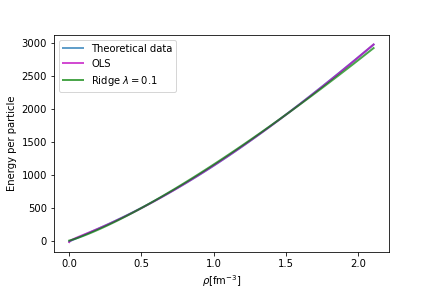 3000
2500
2000
1500
1000
500
0
Energy per particle
Theoretical data
OLS
Ridge λ = 0.1
0.0 0.5 1.0 1.5 2.0
ρ[fm⁻³]